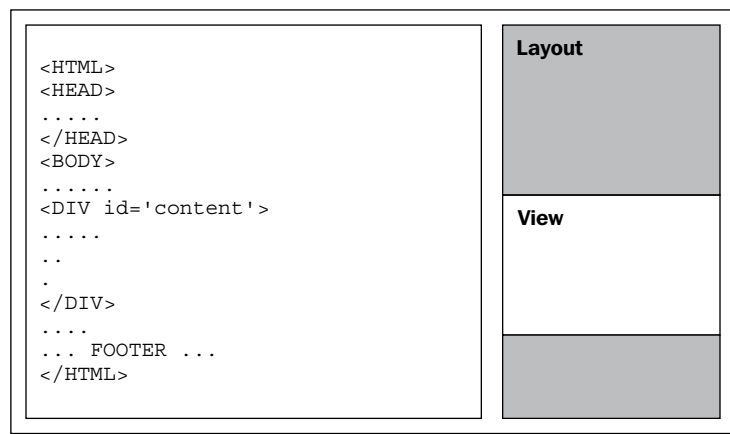 <HTML>
<HEAD>
.....
</HEAD>
<BODY>
......
<DIV id='content'>
.....
..
.
</DIV>
....
... FOOTER ...
</HTML>
Layout
View